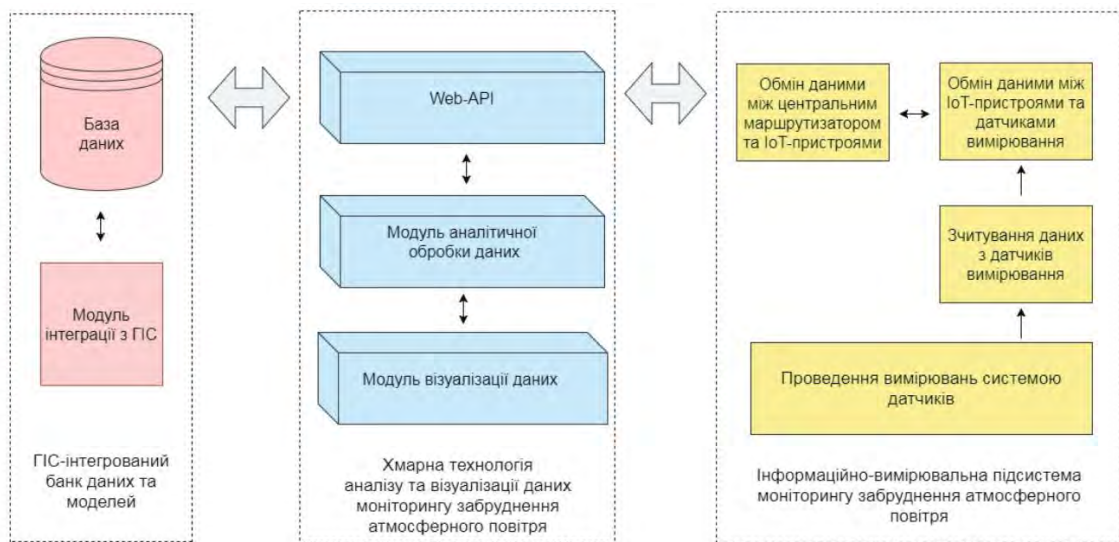 База
даних
Модуль
інтеграції з ГІС
ГІС-інтегрований
банк даних та
моделей
Web-API
Модуль аналітичної
обробки даних
Модуль візуалізації даних
Хмарна технологія
аналізу та візуалізації даних
моніторингу забруднення
атмосферного повітря
Обмін даними
між центральним
маршрутизатором
та ІоТ-пристроями
Обмін даними між
ІоТ-пристроями та
датчиками
вимірювання
Зчитування даних
з датчиків
вимірювання
Проведення вимірювань системою
датчиків
Інформаційно-вимірювальна підсистема
моніторингу забруднення атмосферного
повітря